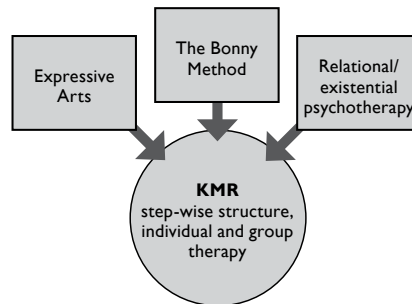 Expressive
Arts
The Bonny
Method
Relational/
existential
psychotherapy
KMR
step-wise structure,
individual and group
therapy